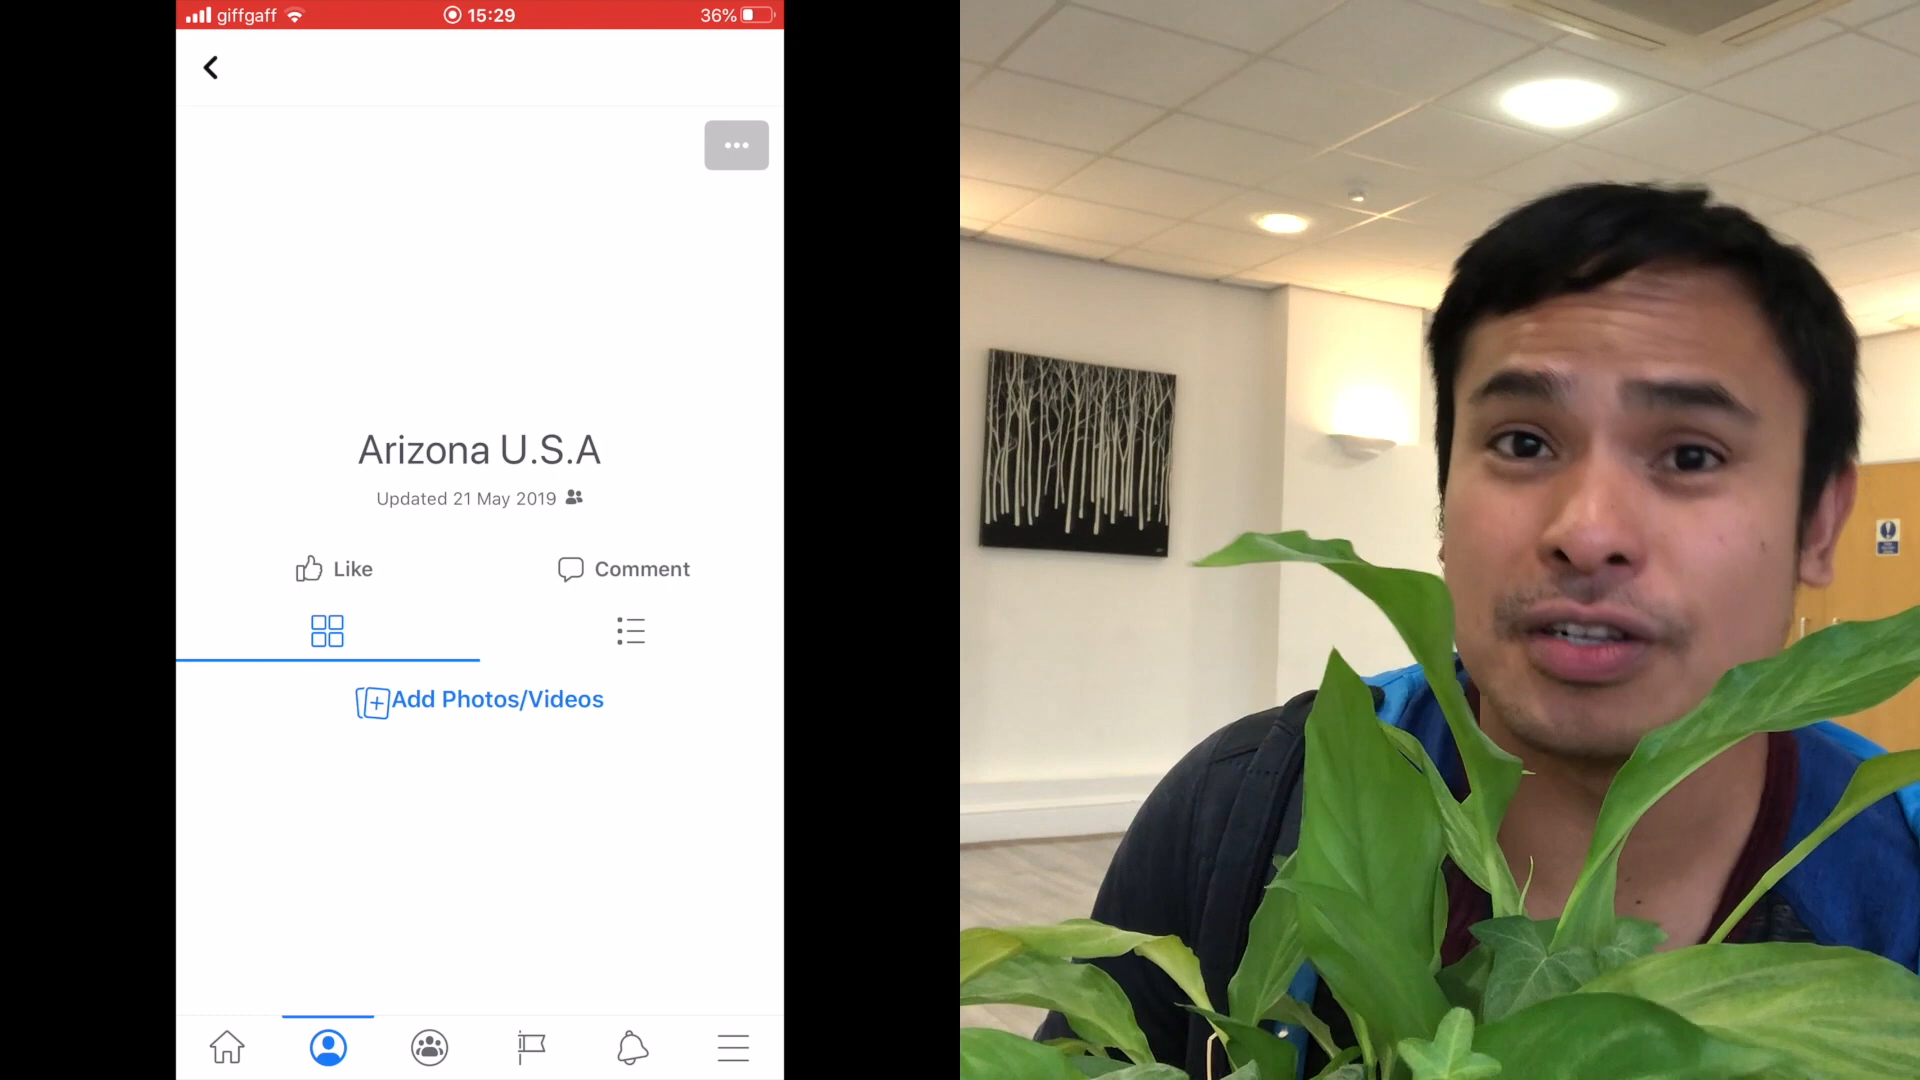 giffgaff 15:29 36%
Arizona U.S.A
Updated 21 May 2019
Like Comment
Add Photos/Videos